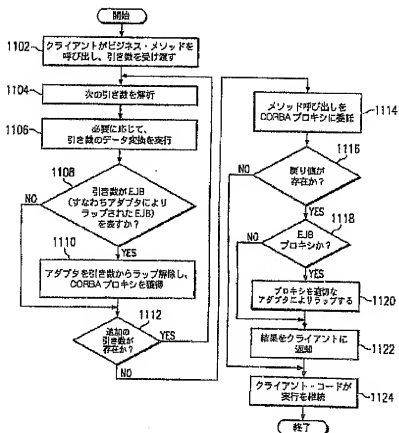 開始
1102
クライアントがビジネス・メソッドを
呼び出し、引き数を受け渡す
1104
次の引き数を解析
1106
必要に応じて、
引き数のデータ変換を実行
1108
引き数がEJB
(すなわちアダプタにより
ラップされたEJB)
を表すか?
NO
YES
1110
アダプタを引き数からラップ解除し、
CORBAプロキシを獲得
1112
追加の
引き数が
存在か?
YES
NO
メソッド呼び出しを
CORBAプロキシに委託
1114
1116
戻り値が
存在か?
NO
YES
1118
EJB
プロキシか?
NO
YES
プロキシを適切な
アダプタによりラップする
1120
結果をクライアントに
返却
1122
クライアント・コードが
実行を継続
1124
終了